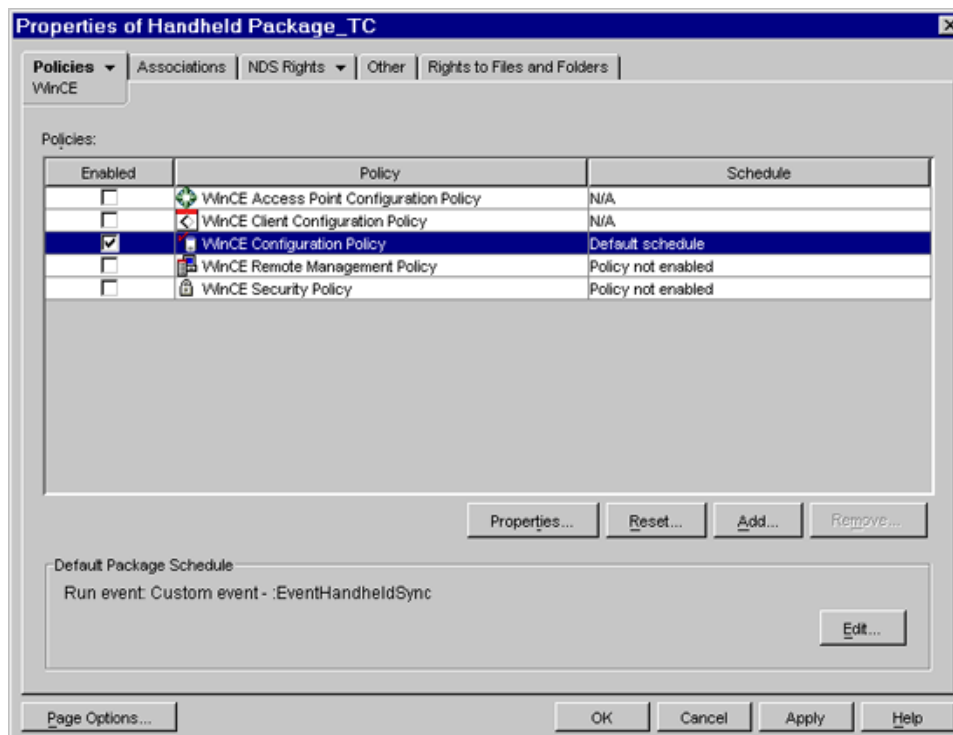 Properties of Handheld Package_TC
Policies Associations NDS Rights Other Rights to Files and Folders
WinCE
Policies:
Enabled Policy Schedule
WinCE Access Point Configuration Policy N/A
WinCE Client Configuration Policy N/A
WinCE Configuration Policy Default schedule
WinCE Remote Management Policy Policy not enabled
WinCE Security Policy Policy not enabled
Properties... Reset... Add... Remove...
Default Package Schedule
Run event: Custom event - :EventHandheldSync
Edit...
Page Options... OK Cancel Apply Help